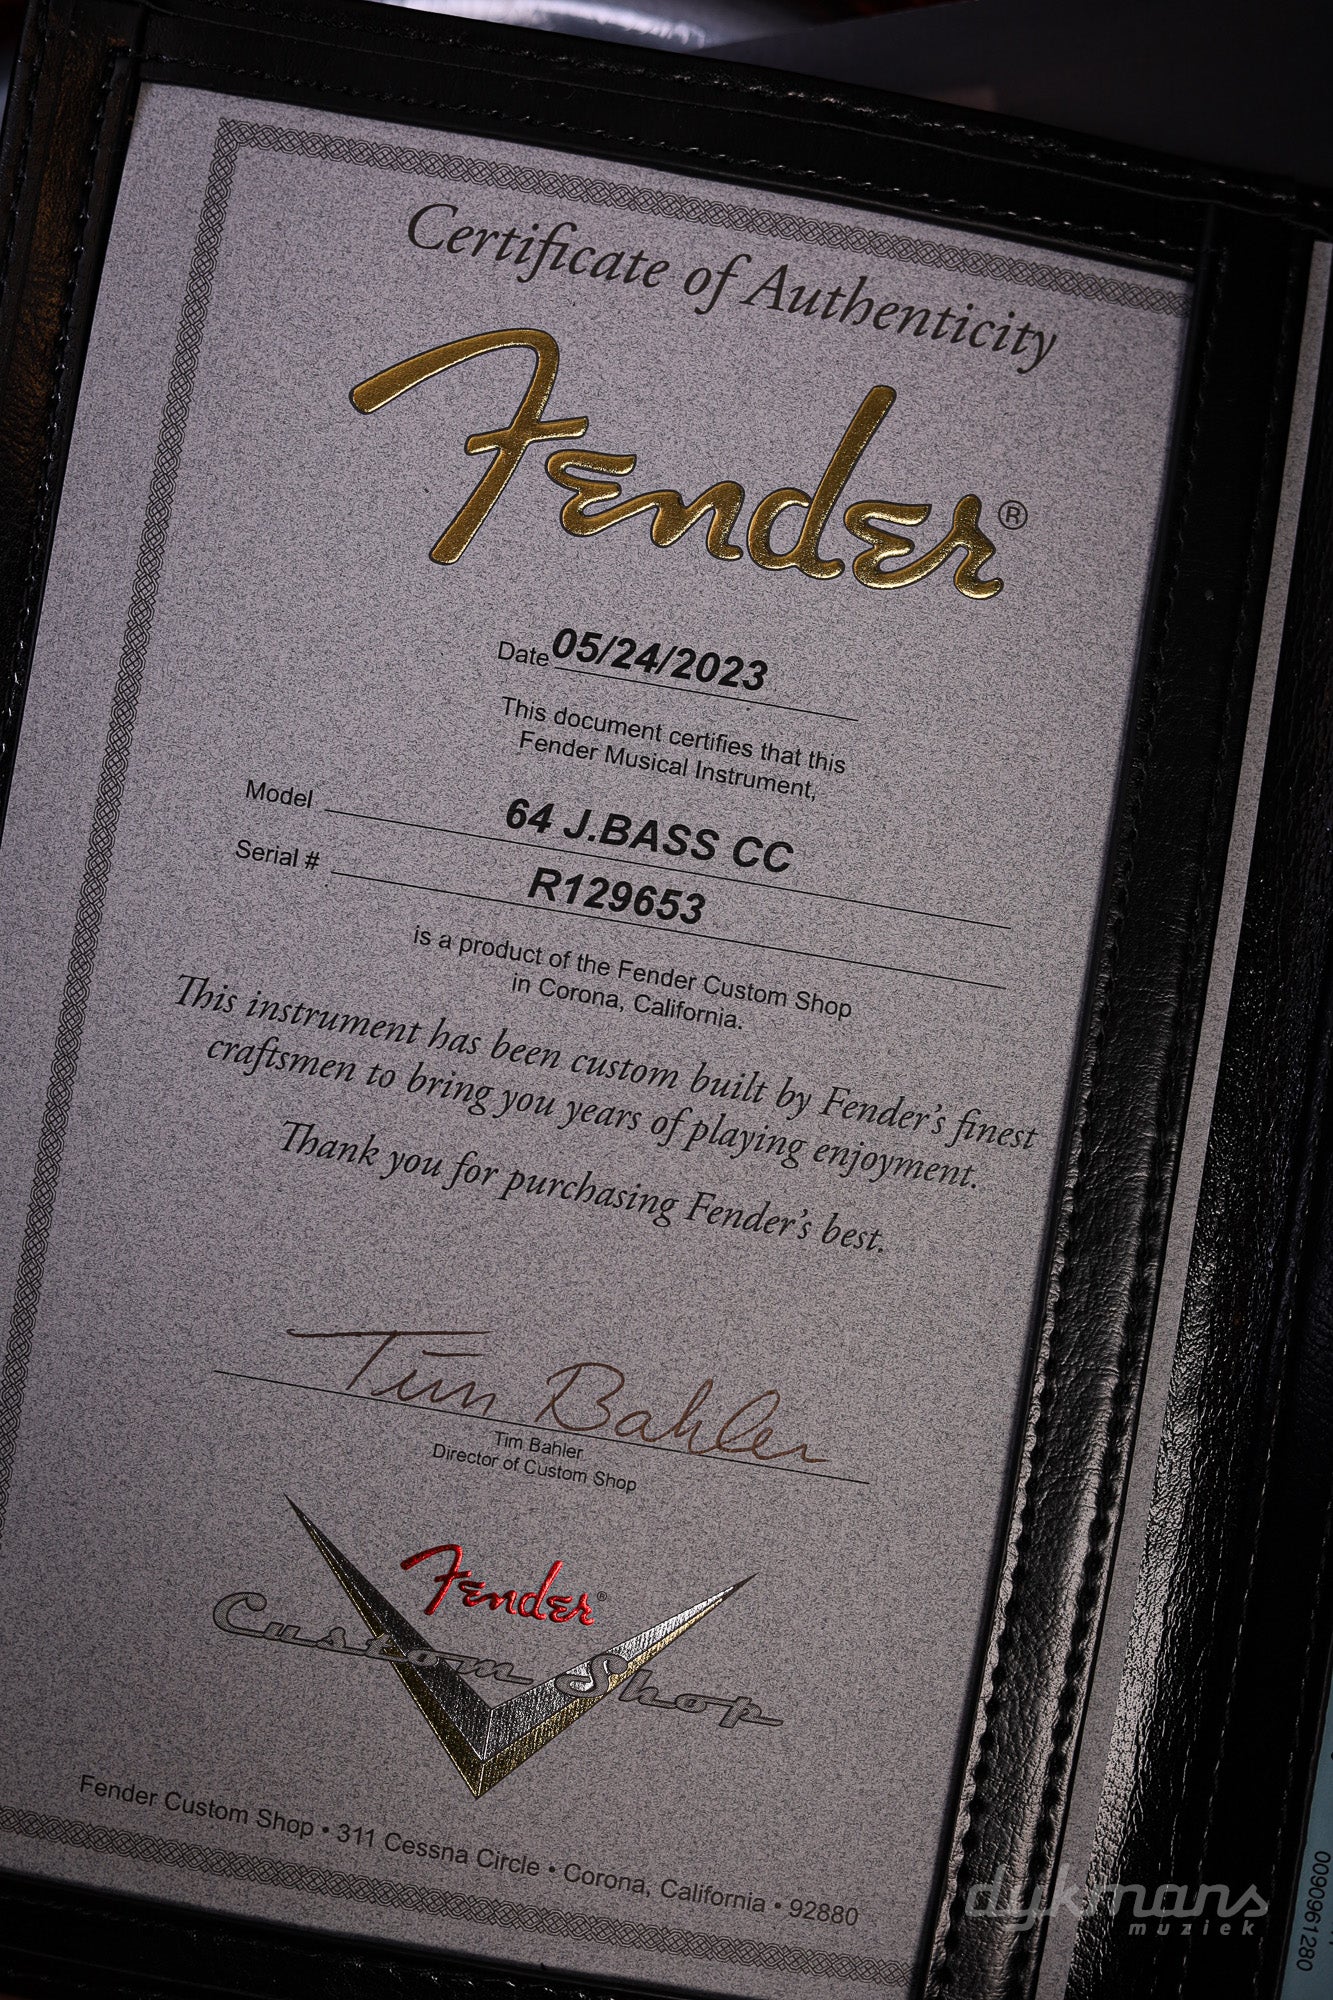 Certificate of Authenticity
Fender®
Date 05/24/2023
This document certifies that this
Fender Musical Instrument,
Model 64 J.BASS CC
Serial # R129653
is a product of the Fender Custom Shop
in Corona, California.
This instrument has been custom built by Fender's finest
craftsmen to bring you years of playing enjoyment.
Thank you for purchasing Fender's best.
Tim Bahler
Tim Bahler
Director of Custom Shop
Fender®
Custom Shop
Fender Custom Shop • 311 Cessna Circle • Corona, California • 92880
dykmans
muziek
0090961280